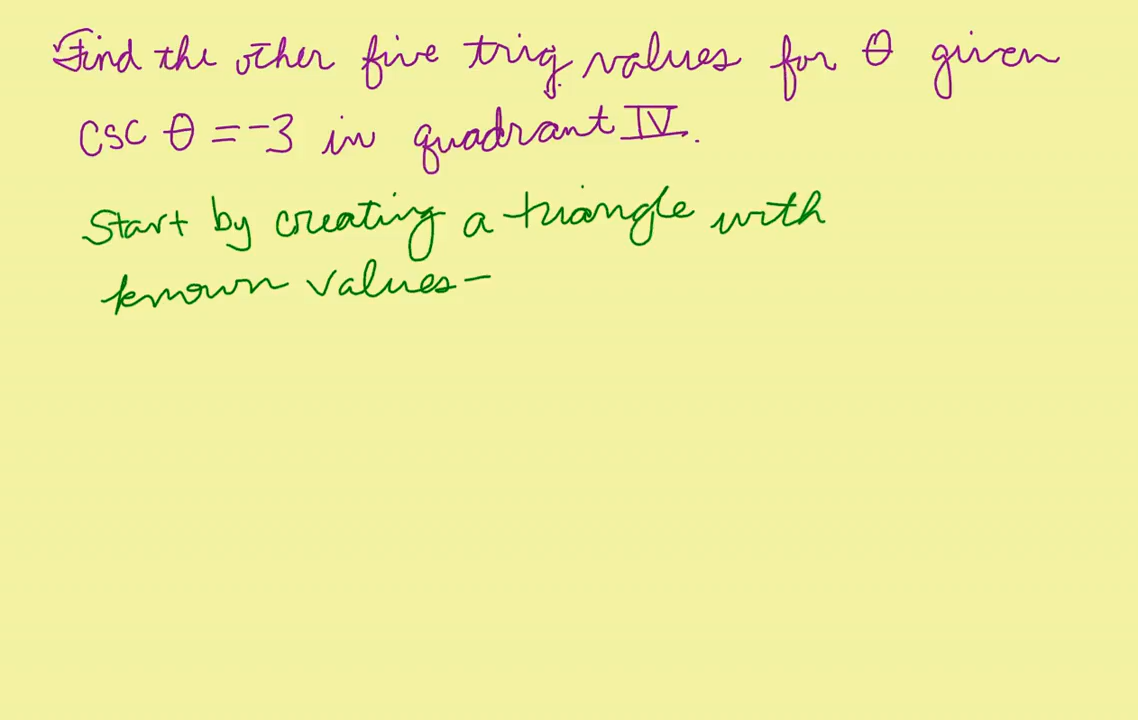 Find the other five trig values for θ given
csc θ = -3 in quadrant IV.
Start by creating a triangle with
known values -